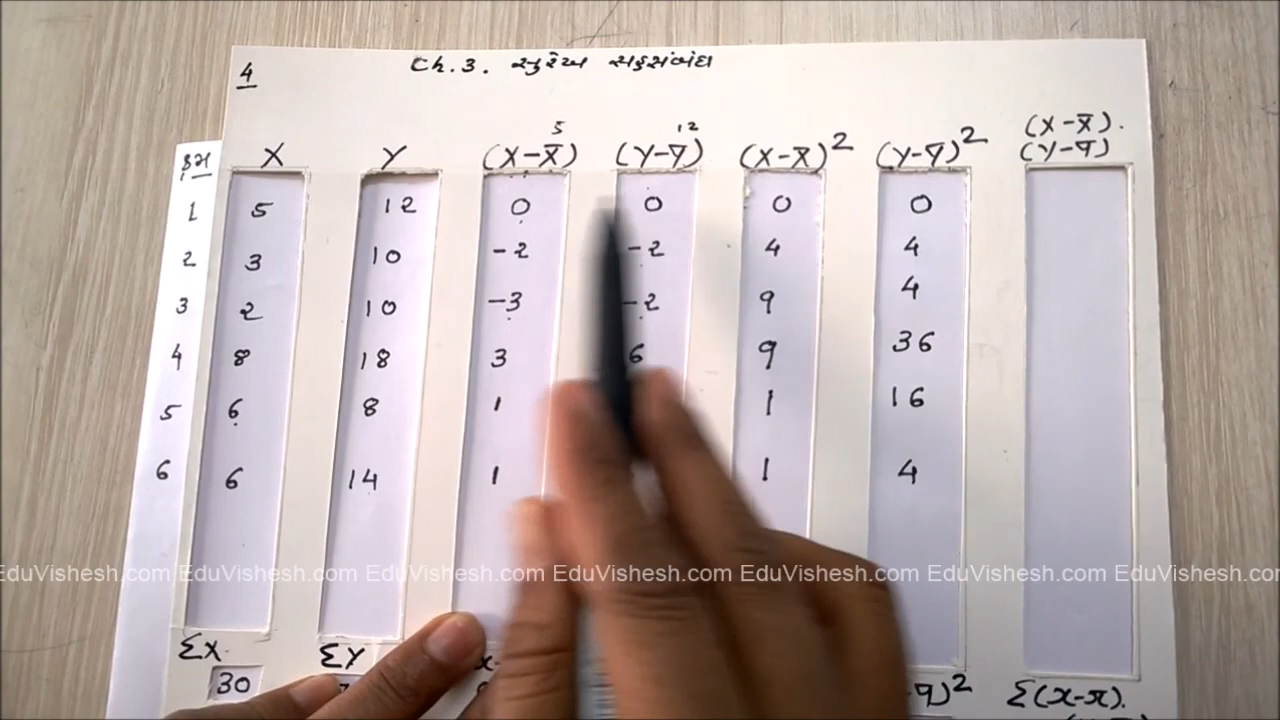 4
Ch.3. સુરેખ સહસંબંધ
ક્રમ X Y (X-X̄) 5 (Y-Ȳ) 12 (X-X̄)² (Y-Ȳ)² (X-X̄).(Y-Ȳ)
1 5 12 0 0 0 0
2 3 10 -2 -2 4 4
3 2 10 -3 -2 9 4
4 8 18 3 6 9 36
5 6 8 1 1 16
6 6 14 1 1 4
ΣX ΣY Σ(x-x̄).
30
EduVishesh.com EduVishesh.com EduVishesh.com EduVishesh.com EduVishesh.com EduVishesh.com EduVishesh.com